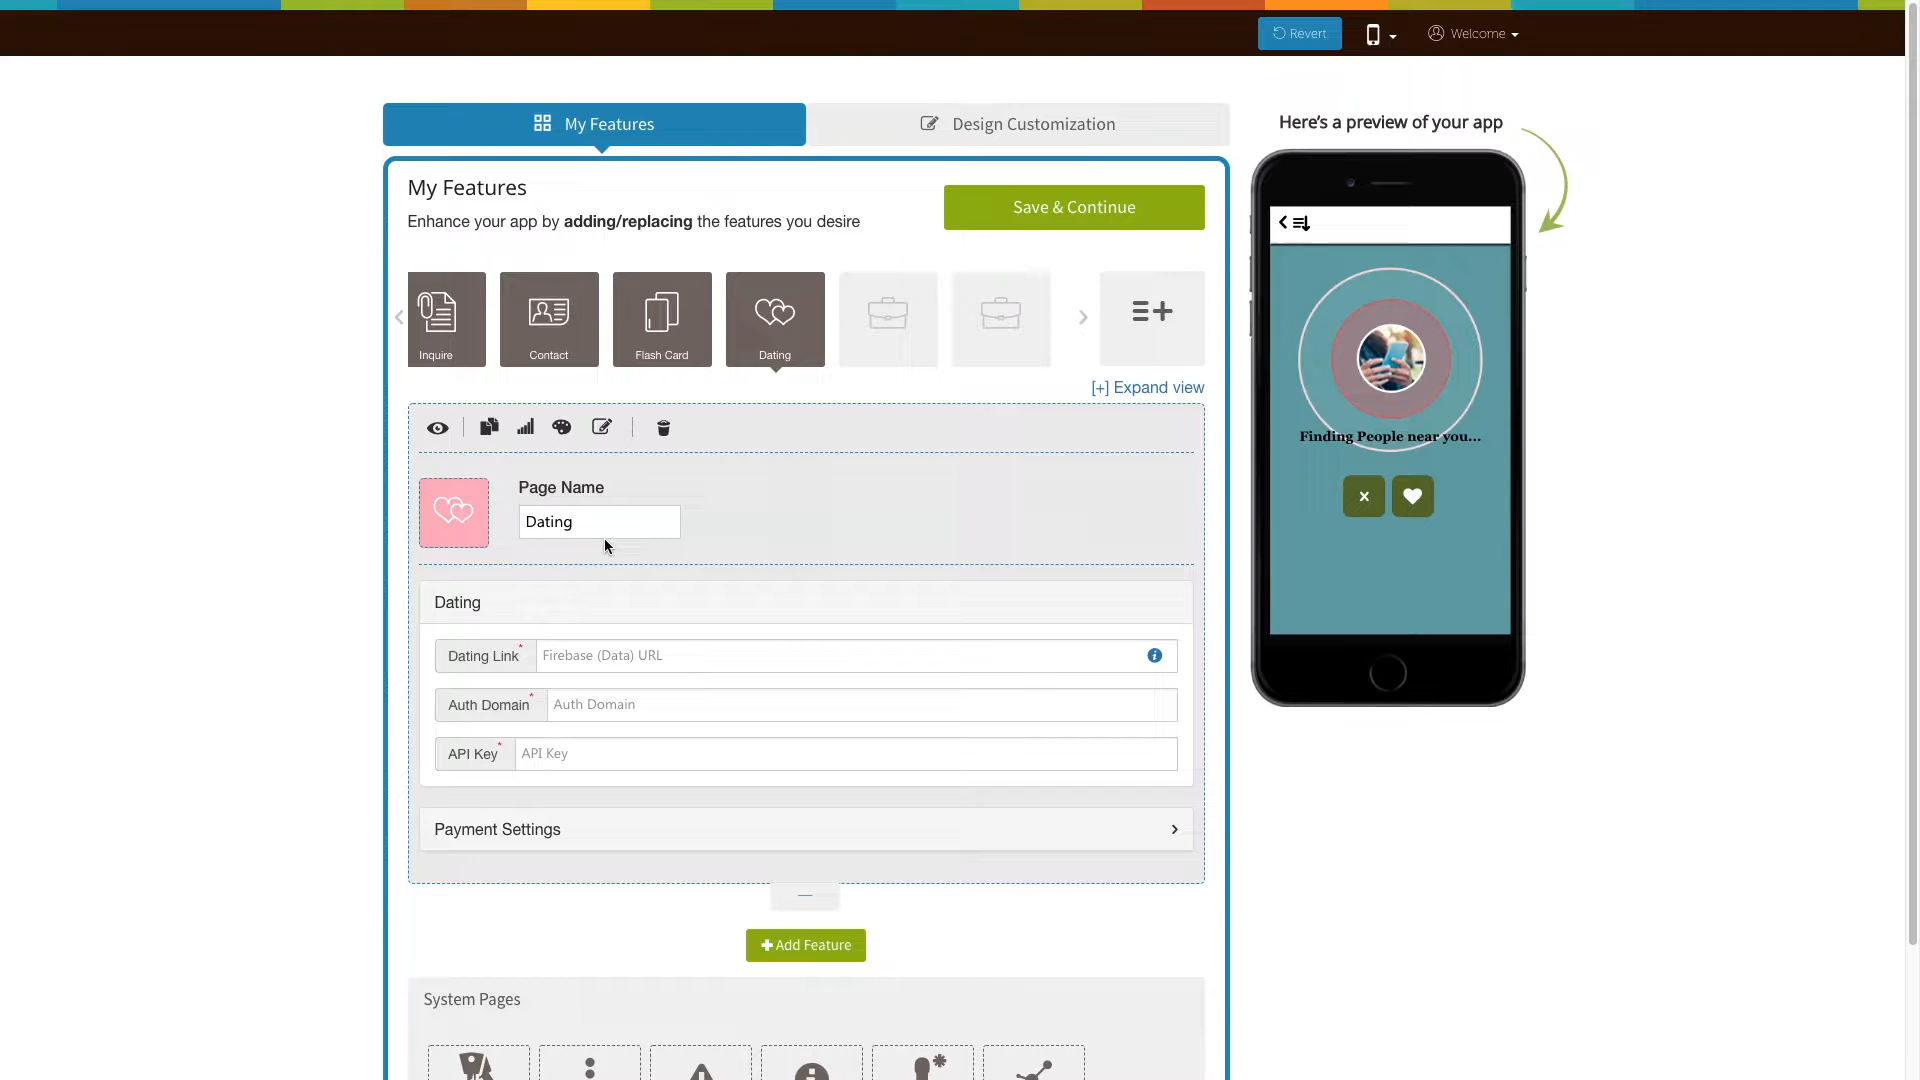 Revert
Welcome
My Features
Design Customization
Here's a preview of your app
My Features
Save & Continue
Enhance your app by adding/replacing the features you desire
Inquire
Contact
Flash Card
Dating
[+] Expand view
Finding People near you...
Page Name
Dating
Dating
Dating Link*
Firebase (Data) URL
Auth Domain*
Auth Domain
API Key*
API Key
Payment Settings
Add Feature
System Pages